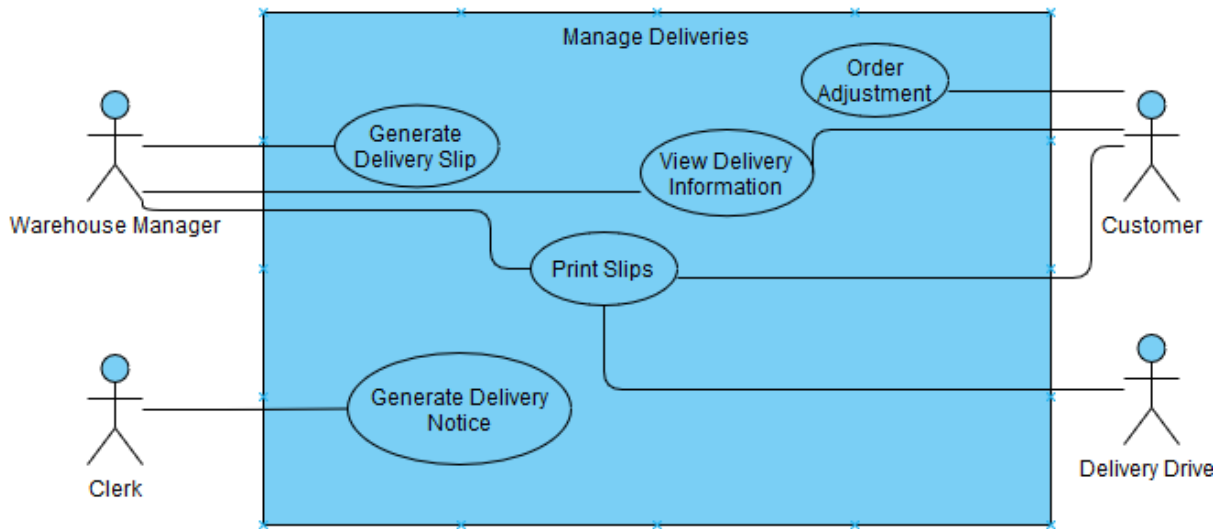 Manage Deliveries
Order
Adjustment
Generate
Delivery Slip
View Delivery
Information
Warehouse Manager
Customer
Print Slips
Generate Delivery
Notice
Clerk
Delivery Drive